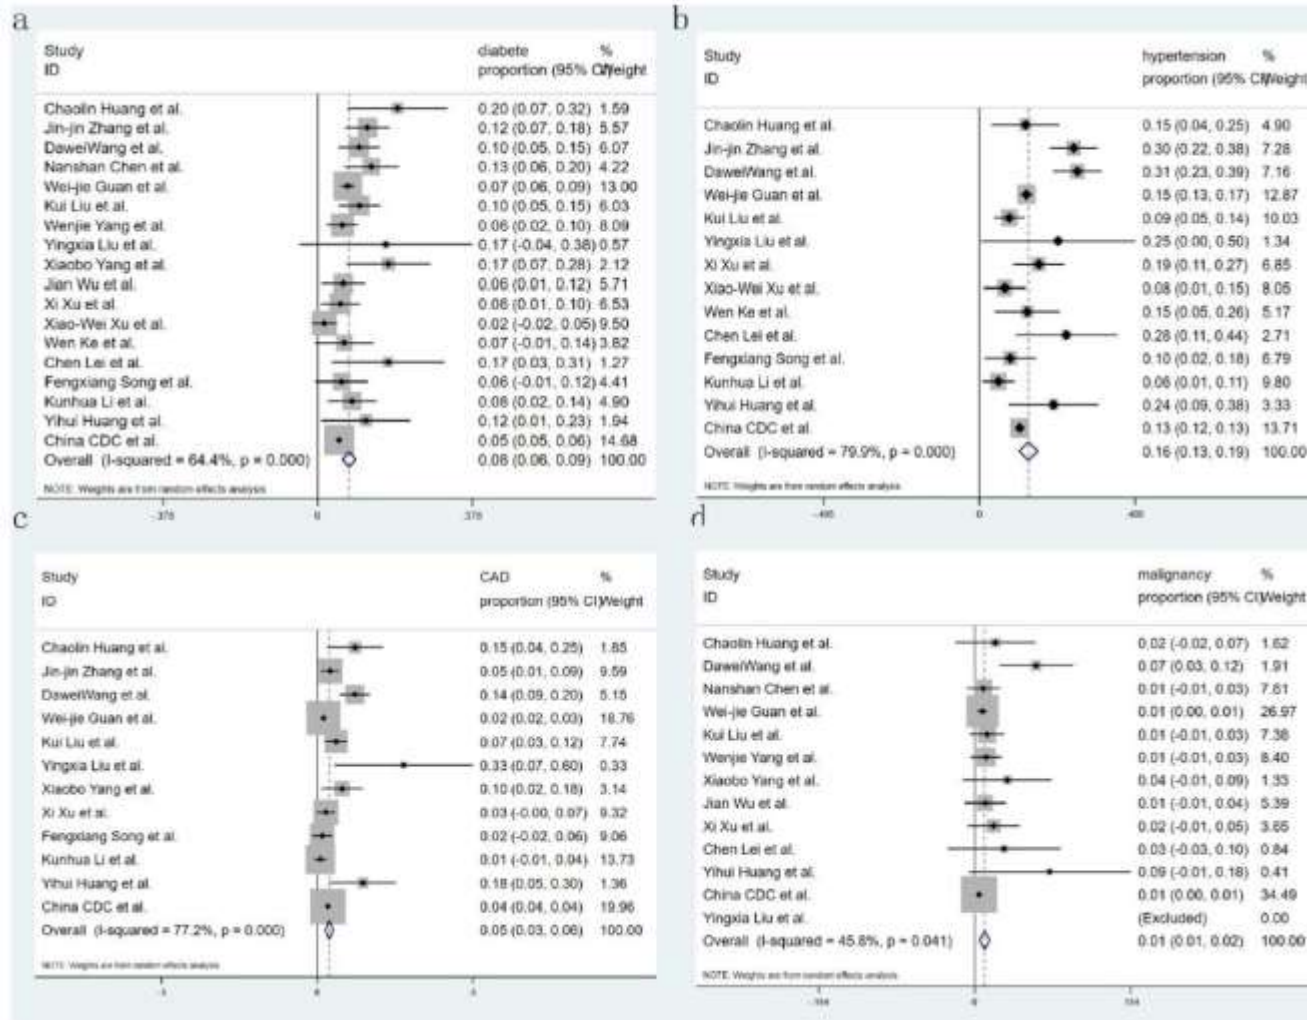 a
Study diabete %
ID proportion (95% CI) Weight
Chaolin Huang et al. 0.20 (0.07, 0.32) 1.59
Jin-jin Zhang et al. 0.12 (0.07, 0.18) 5.57
DaweiWang et al. 0.10 (0.05, 0.15) 6.07
Nanshan Chen et al. 0.13 (0.06, 0.20) 4.22
Wei-jie Guan et al. 0.07 (0.06, 0.09) 13.00
Kui Liu et al. 0.10 (0.05, 0.15) 6.03
Wenjie Yang et al. 0.06 (0.02, 0.10) 8.09
Yingxia Liu et al. 0.17 (-0.04, 0.38) 0.57
Xiaobo Yang et al. 0.17 (0.07, 0.28) 2.12
Jian Wu et al. 0.06 (0.01, 0.12) 5.71
Xi Xu et al. 0.06 (0.01, 0.10) 6.53
Xiao-Wei Xu et al. 0.02 (-0.02, 0.05) 9.50
Wen Ke et al. 0.07 (-0.01, 0.14) 3.82
Chen Lei et al. 0.17 (0.03, 0.31) 1.27
Fengxiang Song et al. 0.06 (-0.01, 0.12) 4.41
Kunhua Li et al. 0.08 (0.02, 0.14) 4.90
Yihui Huang et al. 0.12 (0.01, 0.23) 1.94
China CDC et al. 0.05 (0.05, 0.06) 14.68
Overall (I-squared = 64.4%, p = 0.000) 0.08 (0.06, 0.09) 100.00
NOTE: Weights are from random effects analysis
0
b
Study hypertension %
ID proportion (95% CI) Weight
Chaolin Huang et al. 0.15 (0.04, 0.25) 4.90
Jin-jin Zhang et al. 0.30 (0.22, 0.38) 7.28
DaweiWang et al. 0.31 (0.23, 0.39) 7.16
Wei-jie Guan et al. 0.15 (0.13, 0.17) 12.87
Kui Liu et al. 0.09 (0.05, 0.14) 10.03
Yingxia Liu et al. 0.25 (0.00, 0.50) 1.34
Xi Xu et al. 0.19 (0.11, 0.27) 6.85
Xiao-Wei Xu et al. 0.08 (0.01, 0.15) 8.05
Wen Ke et al. 0.15 (0.05, 0.26) 5.17
Chen Lei et al. 0.28 (0.11, 0.44) 2.71
Fengxiang Song et al. 0.10 (0.02, 0.18) 6.79
Kunhua Li et al. 0.06 (0.01, 0.11) 9.80
Yihui Huang et al. 0.24 (0.09, 0.38) 3.33
China CDC et al. 0.13 (0.12, 0.13) 13.71
Overall (I-squared = 79.9%, p = 0.000) 0.16 (0.13, 0.19) 100.00
NOTE: Weights are from random effects analysis
0
c
Study CAD %
ID proportion (95% CI) Weight
Chaolin Huang et al. 0.15 (0.04, 0.25) 1.85
Jin-jin Zhang et al. 0.05 (0.01, 0.09) 9.59
DaweiWang et al. 0.14 (0.09, 0.20) 5.15
Wei-jie Guan et al. 0.02 (0.02, 0.03) 18.76
Kui Liu et al. 0.07 (0.03, 0.12) 7.74
Yingxia Liu et al. 0.33 (0.07, 0.60) 0.33
Xiaobo Yang et al. 0.10 (0.02, 0.18) 3.14
Xi Xu et al. 0.03 (-0.00, 0.07) 9.32
Fengxiang Song et al. 0.02 (-0.02, 0.06) 9.06
Kunhua Li et al. 0.01 (-0.01, 0.04) 13.73
Yihui Huang et al. 0.18 (0.05, 0.30) 1.36
China CDC et al. 0.04 (0.04, 0.04) 19.96
Overall (I-squared = 77.2%, p = 0.000) 0.05 (0.03, 0.06) 100.00
NOTE: Weights are from random effects analysis
0
d
Study malignancy %
ID proportion (95% CI) Weight
Chaolin Huang et al. 0.02 (-0.02, 0.07) 1.62
DaweiWang et al. 0.07 (0.03, 0.12) 1.91
Nanshan Chen et al. 0.01 (-0.01, 0.03) 7.61
Wei-jie Guan et al. 0.01 (0.00, 0.01) 26.97
Kui Liu et al. 0.01 (-0.01, 0.03) 7.38
Wenjie Yang et al. 0.01 (-0.01, 0.03) 8.40
Xiaobo Yang et al. 0.04 (-0.01, 0.09) 1.33
Jian Wu et al. 0.01 (-0.01, 0.04) 5.39
Xi Xu et al. 0.02 (-0.01, 0.05) 3.65
Chen Lei et al. 0.03 (-0.03, 0.10) 0.84
Yihui Huang et al. 0.09 (-0.01, 0.18) 0.41
China CDC et al. 0.01 (0.00, 0.01) 34.49
Yingxia Liu et al. (Excluded) 0.00
Overall (I-squared = 45.8%, p = 0.041) 0.01 (0.01, 0.02) 100.00
NOTE: Weights are from random effects analysis
0